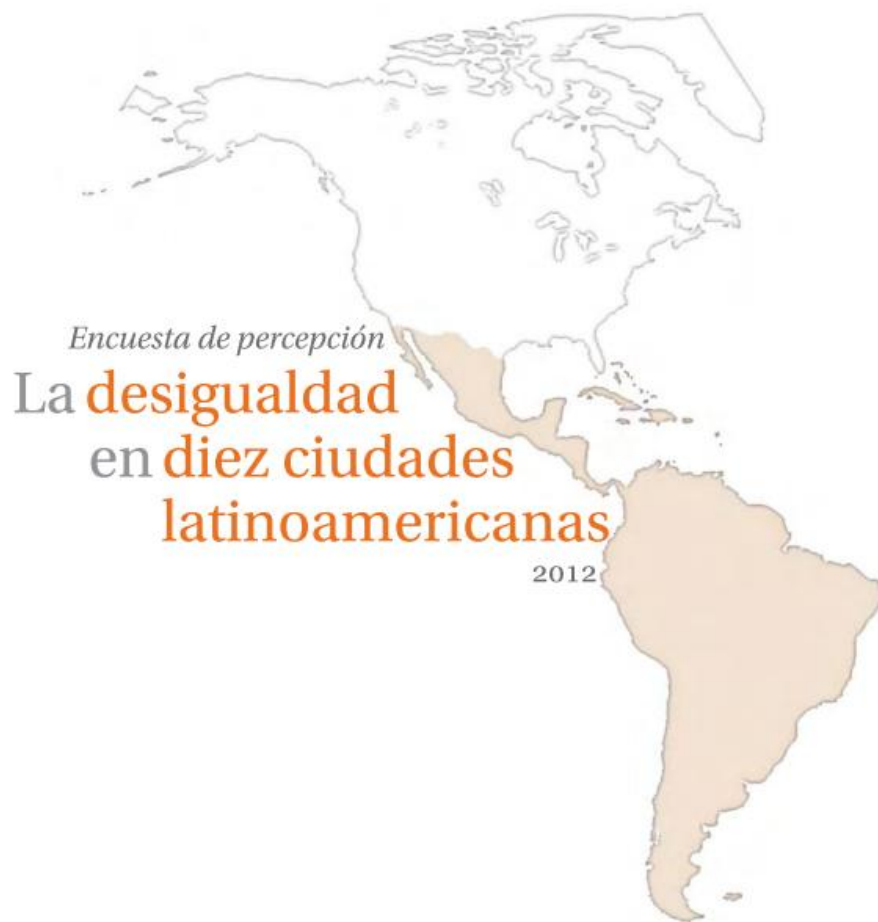 Encuesta de percepción
La desigualdad
en diez ciudades
latinoamericanas
2012